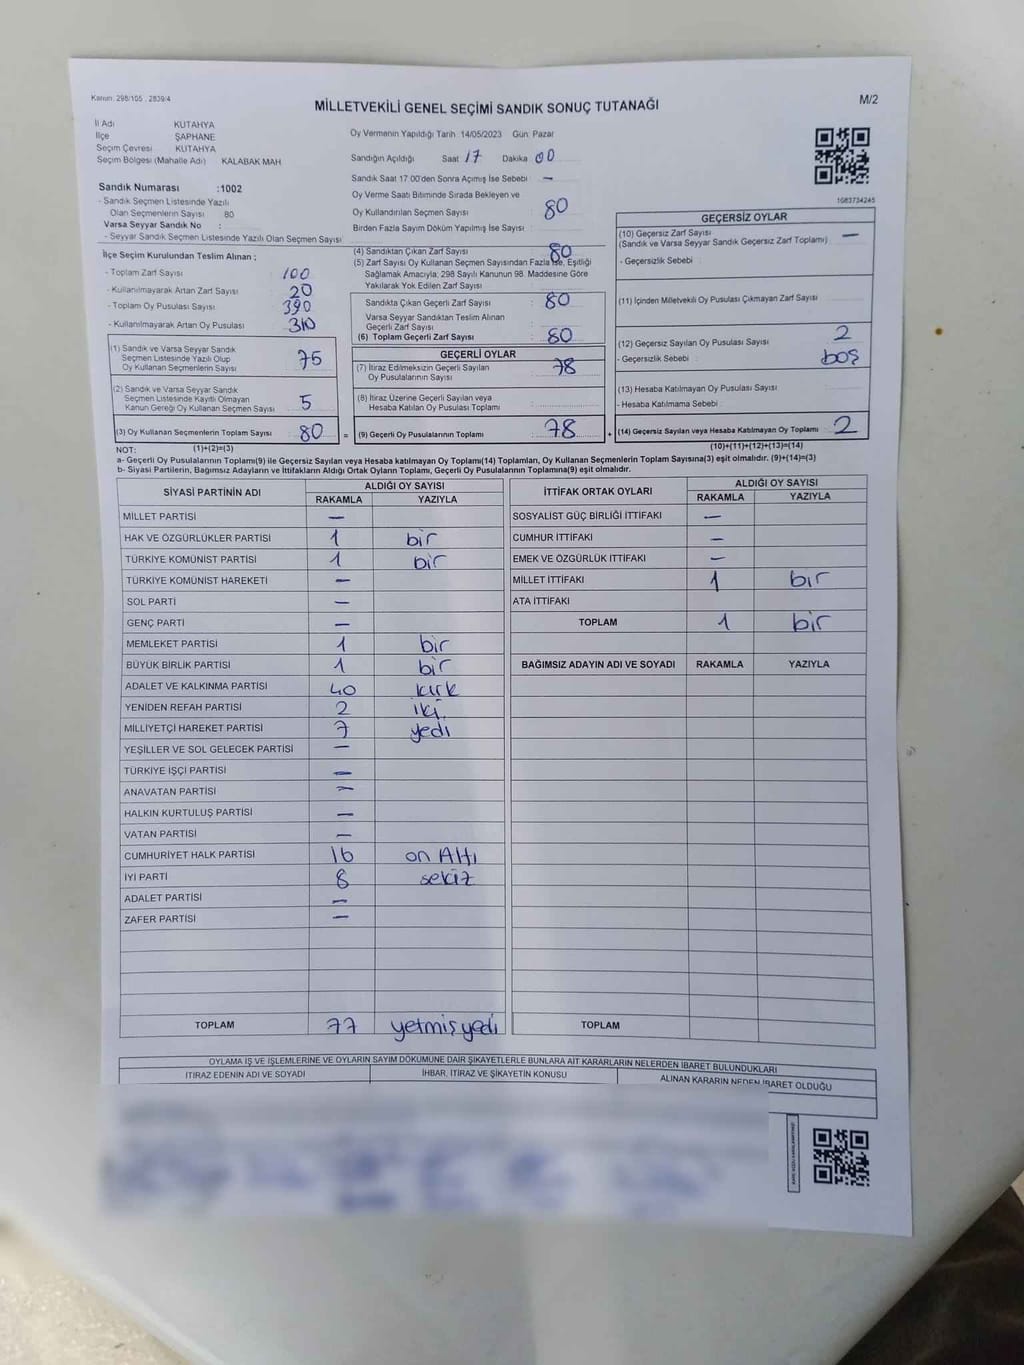 Kanun: 298/105 , 2839/4
MİLLETVEKİLİ GENEL SEÇİMİ SANDIK SONUÇ TUTANAĞI
M/2
İl Adı KÜTAHYA
İlçe ŞAPHANE
Seçim Çevresi KÜTAHYA
Seçim Bölgesi (Mahalle Adı) KALABAK MAH
Sandık Numarası :1002
- Sandık Seçmen Listesinde Yazılı
Olan Seçmenlerin Sayısı 80
Varsa Seyyar Sandık No :
- Seyyar Sandık Seçmen Listesinde Yazılı Olan Seçmen Sayısı
Oy Vermenin Yapıldığı Tarih :14/05/2023 Gün: Pazar
Sandığın Açıldığı Saat 17 Dakika 00
Sandık Saat 17.00'den Sonra Açılmış İse Sebebi : —
Oy Verme Saati Bitiminde Sırada Bekleyen ve
Oy Kullandırılan Seçmen Sayısı : 80
Birden Fazla Sayım Döküm Yapılmış İse Sayısı :
1083734245
İlçe Seçim Kurulundan Teslim Alınan ;
- Toplam Zarf Sayısı : 100
- Kullanılmayarak Artan Zarf Sayısı : 20
- Toplam Oy Pusulası Sayısı : 390
- Kullanılmayarak Artan Oy Pusulası : 310
(1) Sandık ve Varsa Seyyar Sandık
Seçmen Listesinde Yazılı Olup
Oy Kullanan Seçmenlerin Sayısı : 75
(2) Sandık ve Varsa Seyyar Sandık
Seçmen Listesinde Kayıtlı Olmayan
Kanun Gereği Oy Kullanan Seçmen Sayısı : 5
(3) Oy Kullanan Seçmenlerin Toplam Sayısı : 80
(1)+(2)=(3)
(4) Sandıktan Çıkan Zarf Sayısı : 80
(5) Zarf Sayısı Oy Kullanan Seçmen Sayısından Fazla İse, Eşitliği
Sağlamak Amacıyla; 298 Sayılı Kanunun 98. Maddesine Göre
Yakılarak Yok Edilen Zarf Sayısı :
Sandıkta Çıkan Geçerli Zarf Sayısı : 80
Varsa Seyyar Sandıktan Teslim Alınan
Geçerli Zarf Sayısı :
(6) Toplam Geçerli Zarf Sayısı : 80
GEÇERLİ OYLAR
(7) İtiraz Edilmeksizin Geçerli Sayılan
Oy Pusulalarının Sayısı : 78
(8) İtiraz Üzerine Geçerli Sayılan veya
Hesaba Katılan Oy Pusulası Toplamı :
= (9) Geçerli Oy Pusulalarının Toplamı : 78 +
GEÇERSİZ OYLAR
(10) Geçersiz Zarf Sayısı : —
(Sandık ve Varsa Seyyar Sandık Geçersiz Zarf Toplamı)
- Geçersizlik Sebebi :
(11) İçinden Milletvekili Oy Pusulası Çıkmayan Zarf Sayısı :
(12) Geçersiz Sayılan Oy Pusulası Sayısı : 2
- Geçersizlik Sebebi : boş
(13) Hesaba Katılmayan Oy Pusulası Sayısı :
- Hesaba Katılmama Sebebi :
(14) Geçersiz Sayılan veya Hesaba Katılmayan Oy Toplamı : 2
(10)+(11)+(12)+(13)=(14)
NOT:
a- Geçerli Oy Pusulalarının Toplamı(9) ile Geçersiz Sayılan veya Hesaba katılmayan Oy Toplamı(14) Toplamları, Oy Kullanan Seçmenlerin Toplam Sayısına(3) eşit olmalıdır. (9)+(14)=(3)
b- Siyasi Partilerin, Bağımsız Adayların ve İttifakların Aldığı Ortak Oyların Toplamı, Geçerli Oy Pusulalarının Toplamına(9) eşit olmalıdır.
SİYASİ PARTİNİN ADI ALDIĞI OY SAYISI
RAKAMLA YAZIYLA
MİLLET PARTİSİ —
HAK VE ÖZGÜRLÜKLER PARTİSİ 1 bir
TÜRKİYE KOMÜNİST PARTİSİ 1 bir
TÜRKİYE KOMÜNİST HAREKETİ —
SOL PARTİ —
GENÇ PARTİ —
MEMLEKET PARTİSİ 1 bir
BÜYÜK BİRLİK PARTİSİ 1 bir
ADALET VE KALKINMA PARTİSİ 40 kırk
YENİDEN REFAH PARTİSİ 2 iki
MİLLİYETÇİ HAREKET PARTİSİ 7 yedi
YEŞİLLER VE SOL GELECEK PARTİSİ —
TÜRKİYE İŞÇİ PARTİSİ —
ANAVATAN PARTİSİ —
HALKIN KURTULUŞ PARTİSİ —
VATAN PARTİSİ —
CUMHURİYET HALK PARTİSİ 16 on Altı
İYİ PARTİ 8 sekiz
ADALET PARTİSİ —
ZAFER PARTİSİ —
TOPLAM 77 yetmişyedi
İTTİFAK ORTAK OYLARI ALDIĞI OY SAYISI
RAKAMLA YAZIYLA
SOSYALİST GÜÇ BİRLİĞİ İTTİFAKI —
CUMHUR İTTİFAKI —
EMEK VE ÖZGÜRLÜK İTTİFAKI —
MİLLET İTTİFAKI 1 bir
ATA İTTİFAKI
TOPLAM 1 bir
BAĞIMSIZ ADAYIN ADI VE SOYADI RAKAMLA YAZIYLA
TOPLAM
OYLAMA İŞ VE İŞLEMLERİNE VE OYLARIN SAYIM DÖKÜMÜNE DAİR ŞİKAYETLERLE BUNLARA AİT KARARLARIN NELERDEN İBARET BULUNDUKLARI
İTİRAZ EDENİN ADI VE SOYADI İHBAR, İTİRAZ VE ŞİKAYETİN KONUSU ALINAN KARARIN NEDEN İBARET OLDUĞU